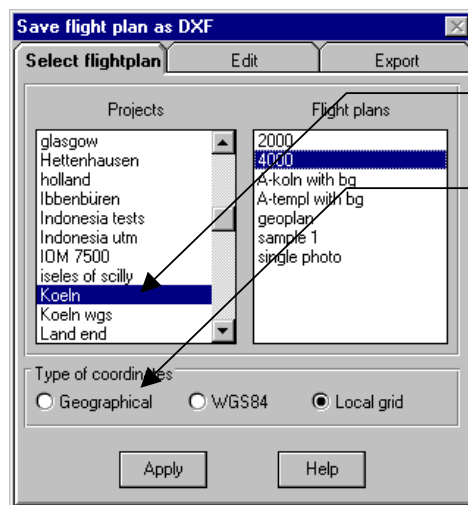 Save flight plan as DXF
Select flightplan
Edit
Export
Projects
Flight plans
glasgow
Hettenhausen
holland
Ibbenbüren
Indonesia tests
Indonesia utm
IOM 7500
iseles of scilly
Koeln
Koeln wgs
Land end
2000
4000
A-koln with bg
A-templ with bg
geoplan
sample 1
single photo
Type of coordinates
Geographical
WGS84
Local grid
Apply
Help